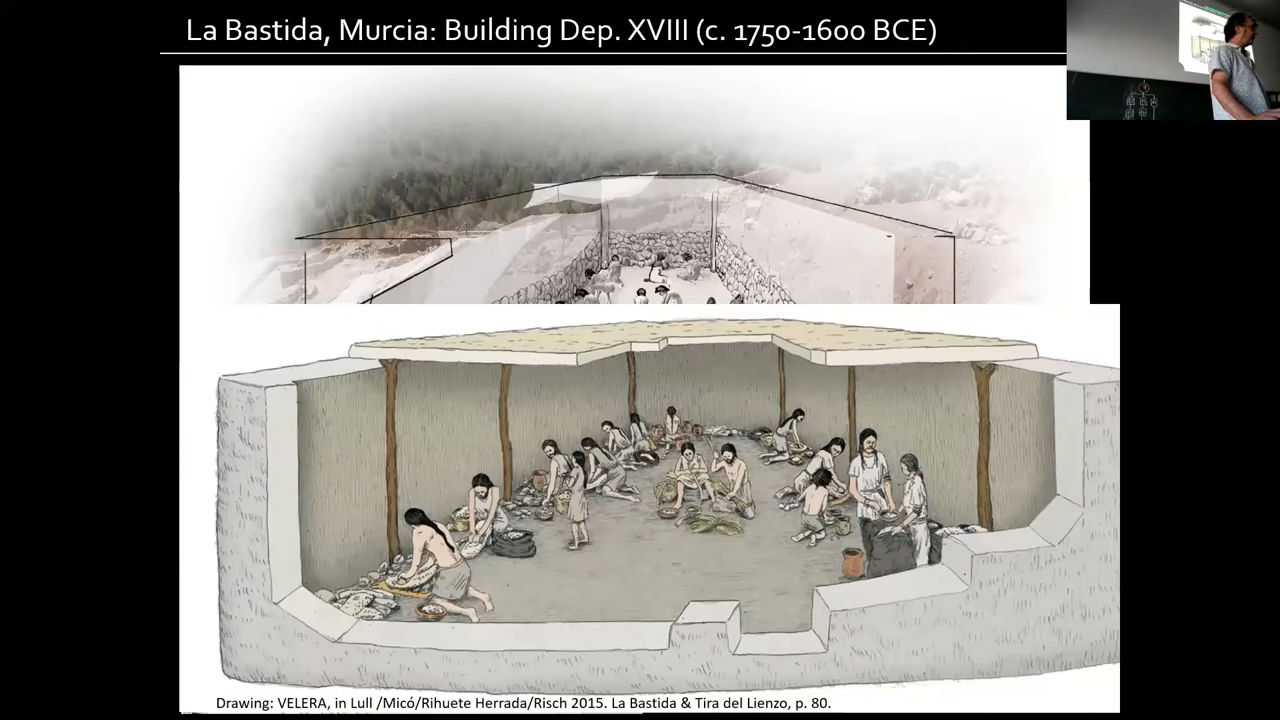 La Bastida, Murcia: Building Dep. XVIII (c. 1750-1600 BCE)
Drawing: VELERA, in Lull /Micó/Rihuete Herrada/Risch 2015. La Bastida & Tira del Lienzo, p. 80.